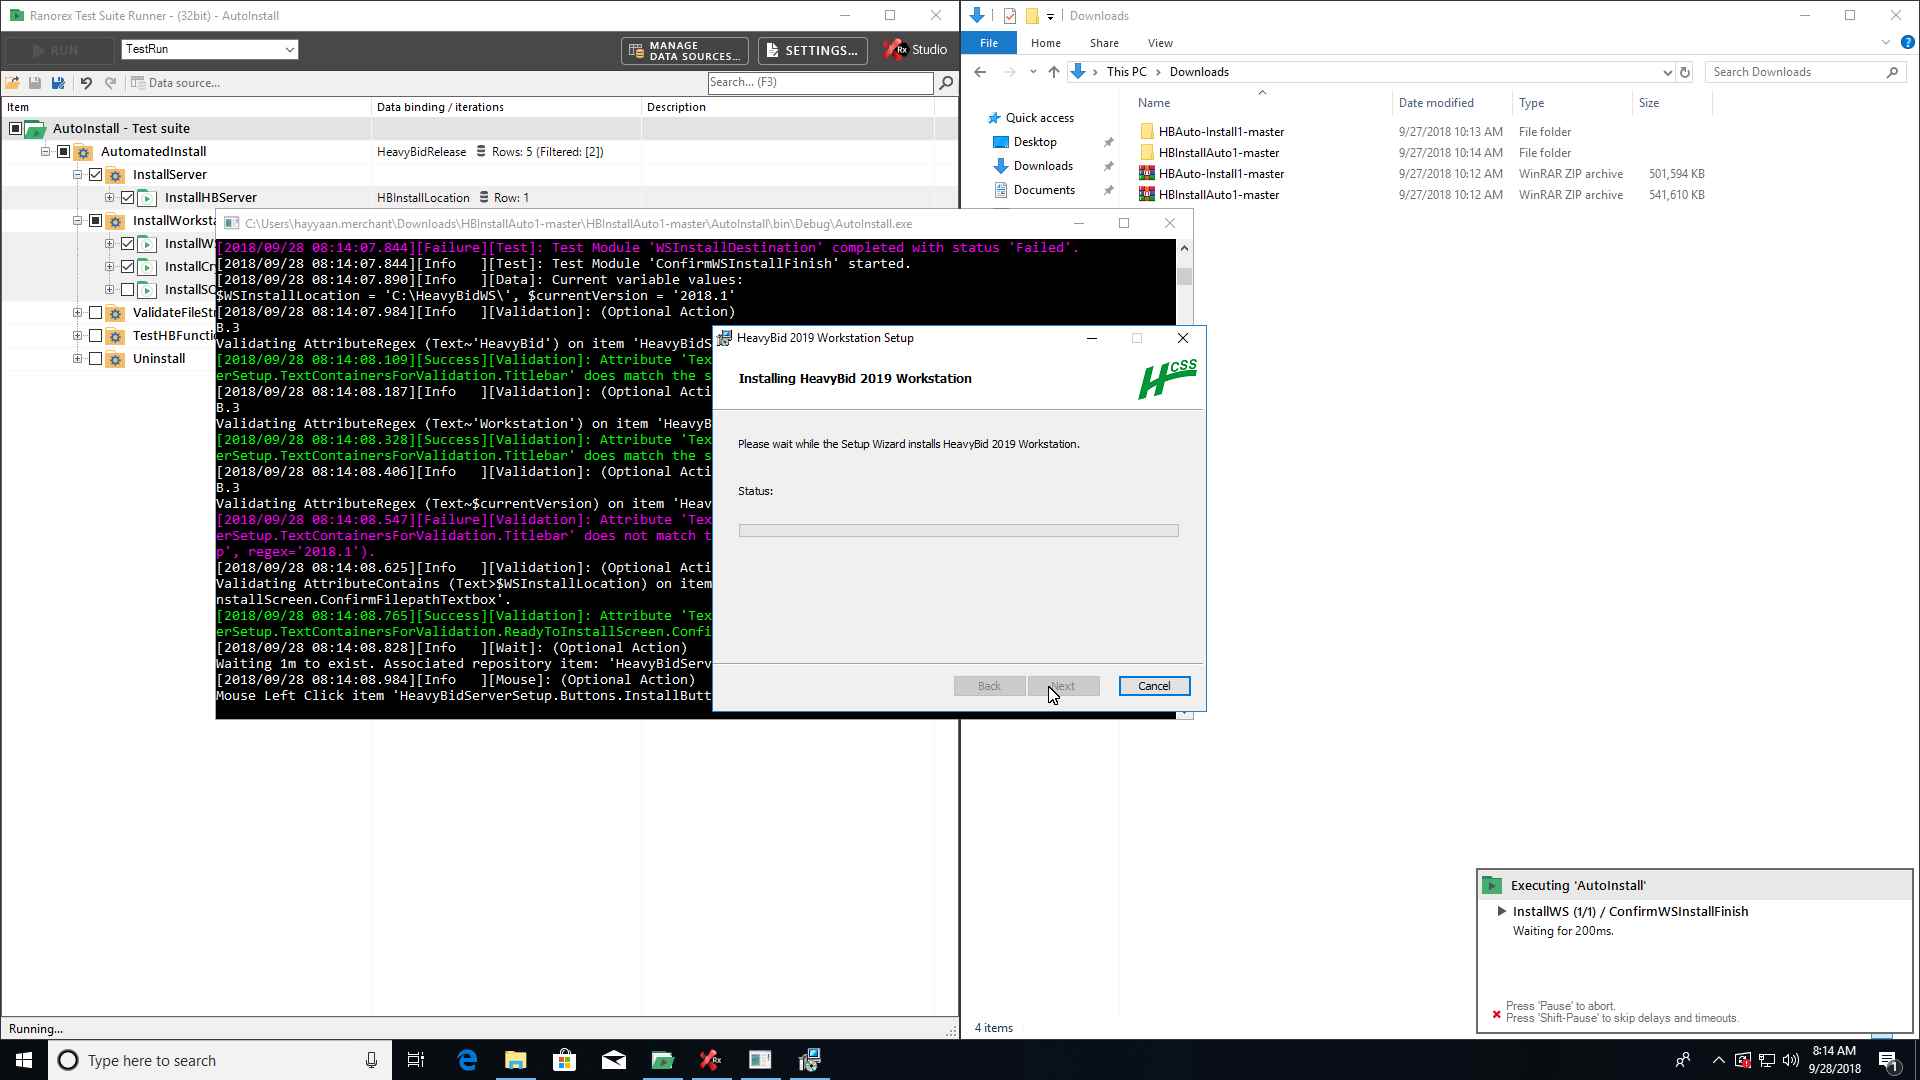 Ranorex Test Suite Runner - (32bit) - AutoInstall
RUN
TestRun
MANAGE
DATA SOURCES...
SETTINGS...
Rx
Studio
Data source...
Search... (F3)
Item
Data binding / iterations
Description
AutoInstall - Test suite
AutomatedInstall
HeavyBidRelease
Rows: 5 (Filtered: [2])
InstallServer
InstallHBServer
HBInstallLocation
Row: 1
InstallWorksta
InstallWS
InstallCry
InstallSQ
ValidateFileStr
TestHBFunctio
Uninstall
Running...
C:\Users\hayyaan.merchant\Downloads\HBInstallAuto1-master\HBInstallAuto1-master\AutoInstall\bin\Debug\AutoInstall.exe
[2018/09/28 08:14:07.844][Failure][Test]: Test Module 'WSInstallDestination' completed with status 'Failed'.
[2018/09/28 08:14:07.844][Info   ][Test]: Test Module 'ConfirmWSInstallFinish' started.
[2018/09/28 08:14:07.890][Info   ][Data]: Current variable values:
$WSInstallLocation = 'C:\HeavyBidWS\', $currentVersion = '2018.1'
[2018/09/28 08:14:07.984][Info   ][Validation]: (Optional Action)
B.3
Validating AttributeRegex (Text~'HeavyBid') on item 'HeavyBidS
[2018/09/28 08:14:08.109][Success][Validation]: Attribute 'Tex
erSetup.TextContainersForValidation.Titlebar' does match the s
[2018/09/28 08:14:08.187][Info   ][Validation]: (Optional Acti
B.3
Validating AttributeRegex (Text~'Workstation') on item 'HeavyB
[2018/09/28 08:14:08.328][Success][Validation]: Attribute 'Tex
erSetup.TextContainersForValidation.Titlebar' does match the s
[2018/09/28 08:14:08.406][Info   ][Validation]: (Optional Acti
B.3
Validating AttributeRegex (Text~$currentVersion) on item 'Heav
[2018/09/28 08:14:08.547][Failure][Validation]: Attribute 'Tex
erSetup.TextContainersForValidation.Titlebar' does not match t
p', regex='2018.1').
[2018/09/28 08:14:08.625][Info   ][Validation]: (Optional Acti
Validating AttributeContains (Text>$WSInstallLocation) on item
nstallScreen.ConfirmFilepathTextbox'.
[2018/09/28 08:14:08.765][Success][Validation]: Attribute 'Tex
erSetup.TextContainersForValidation.ReadyToInstallScreen.Confi
[2018/09/28 08:14:08.828][Info   ][Wait]: (Optional Action)
Waiting 1m to exist. Associated repository item: 'HeavyBidServ
[2018/09/28 08:14:08.984][Info   ][Mouse]: (Optional Action)
Mouse Left Click item 'HeavyBidServerSetup.Buttons.InstallButt
HeavyBid 2019 Workstation Setup
Installing HeavyBid 2019 Workstation
HCSS
Please wait while the Setup Wizard installs HeavyBid 2019 Workstation.
Status:
Back
Next
Cancel
Downloads
File
Home
Share
View
This PC
Downloads
Search Downloads
Quick access
Desktop
Downloads
Documents
Name
Date modified
Type
Size
HBAuto-Install1-master
9/27/2018 10:13 AM
File folder
HBInstallAuto1-master
9/27/2018 10:14 AM
File folder
HBAuto-Install1-master
9/27/2018 10:12 AM
WinRAR ZIP archive
501,594 KB
HBInstallAuto1-master
9/27/2018 10:12 AM
WinRAR ZIP archive
541,610 KB
4 items
Executing 'AutoInstall'
InstallWS (1/1) / ConfirmWSInstallFinish
Waiting for 200ms.
Press 'Pause' to abort.
Press 'Shift-Pause' to skip delays and timeouts.
Type here to search
8:14 AM
9/28/2018
1